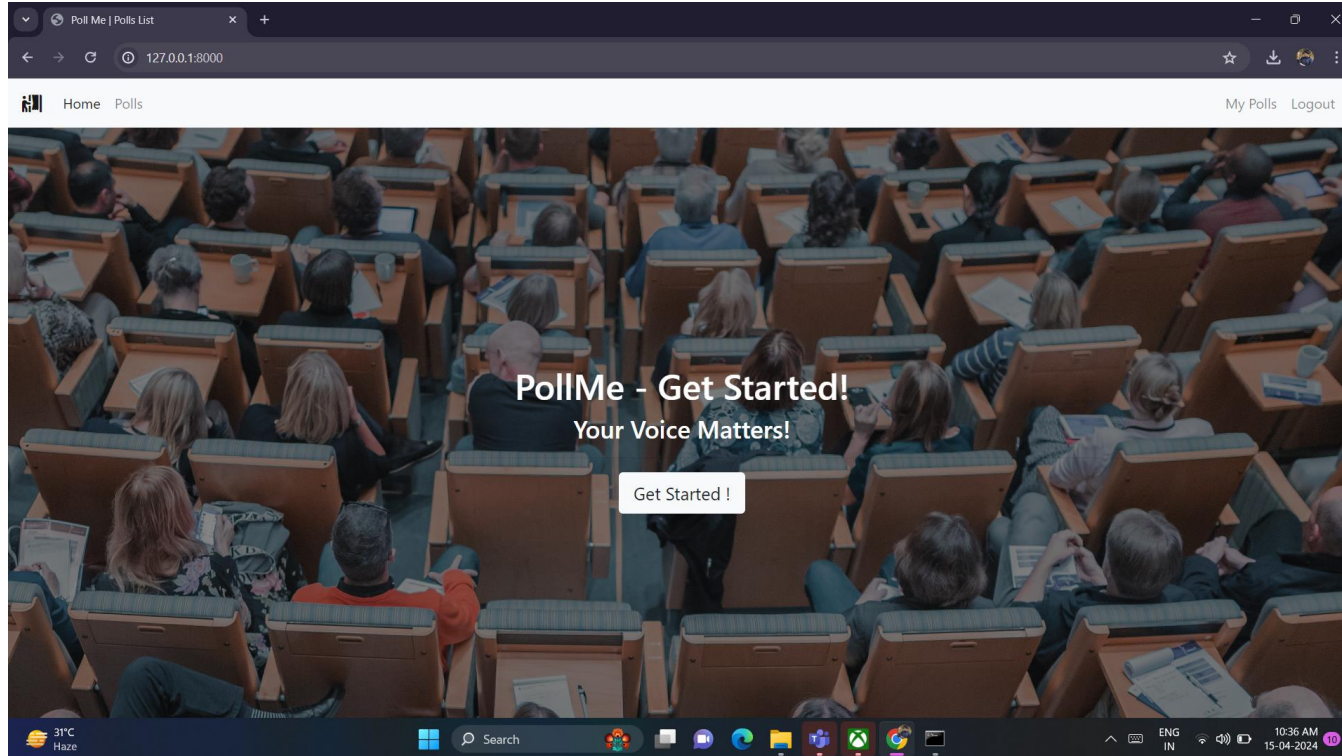 Poll Me | Polls List
127.0.0.1:8000
Home Polls My Polls Logout
PollMe - Get Started!
Your Voice Matters!
Get Started !
31°C
Haze
Search
ENG
IN
10:36 AM
15-04-2024
10